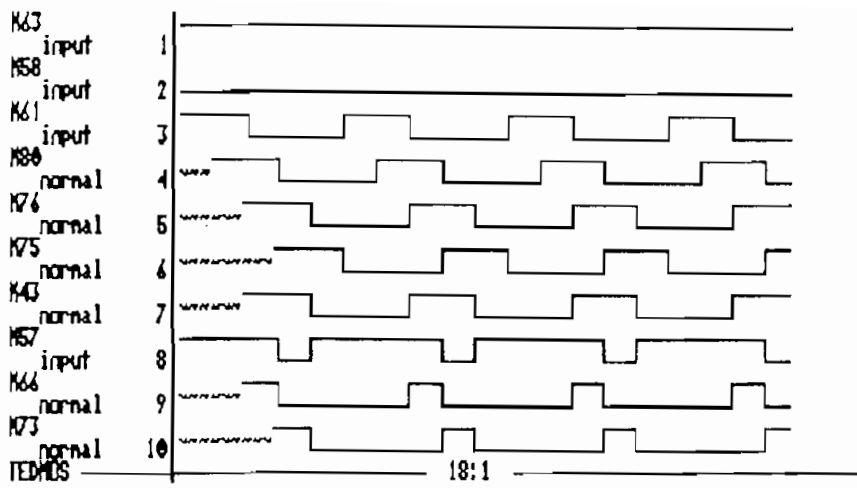 M63
input 1
M58
input 2
M61
input 3
M80
normal 4
M76
normal 5
M75
normal 6
M43
normal 7
M57
input 8
M66
normal 9
M73
normal 10
TEDMOS 18:1